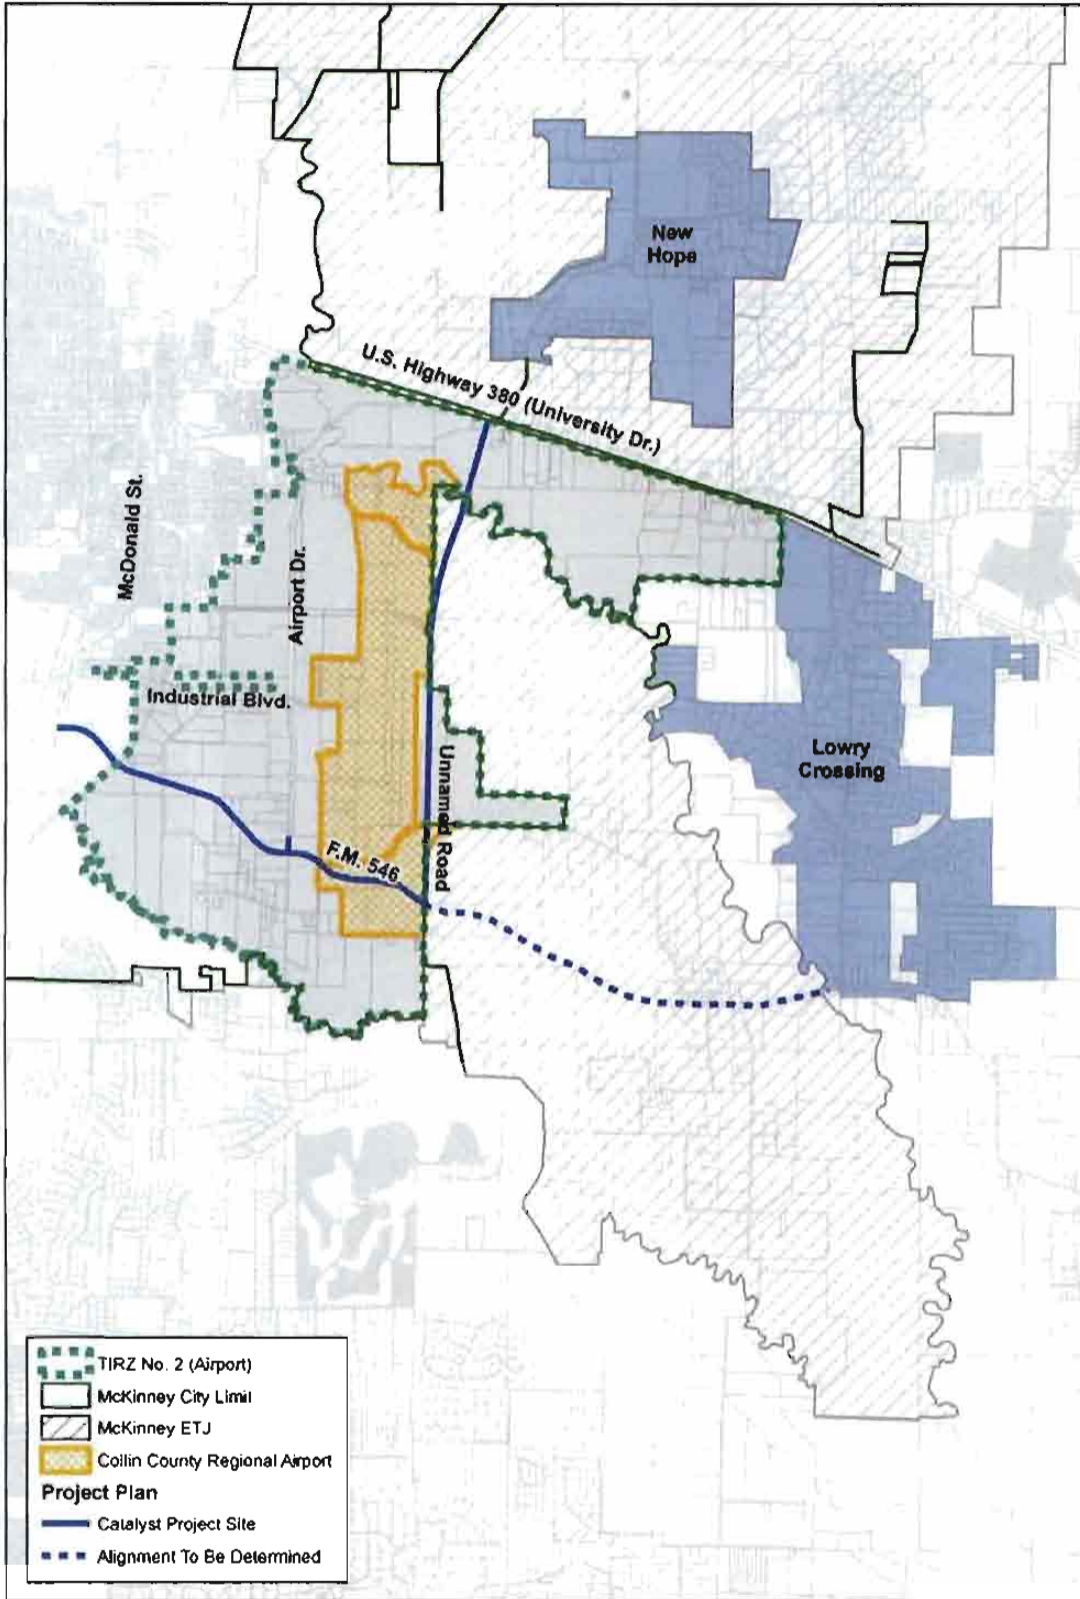 New
Hope
U.S. Highway 380 (University Dr.)
McDonald St.
Airport Dr.
Industrial Blvd.
Unnamed Road
Lowry
Crossing
F.M. 546
TIRZ No. 2 (Airport)
McKinney City Limit
McKinney ETJ
Collin County Regional Airport
Project Plan
Catalyst Project Site
Alignment To Be Determined